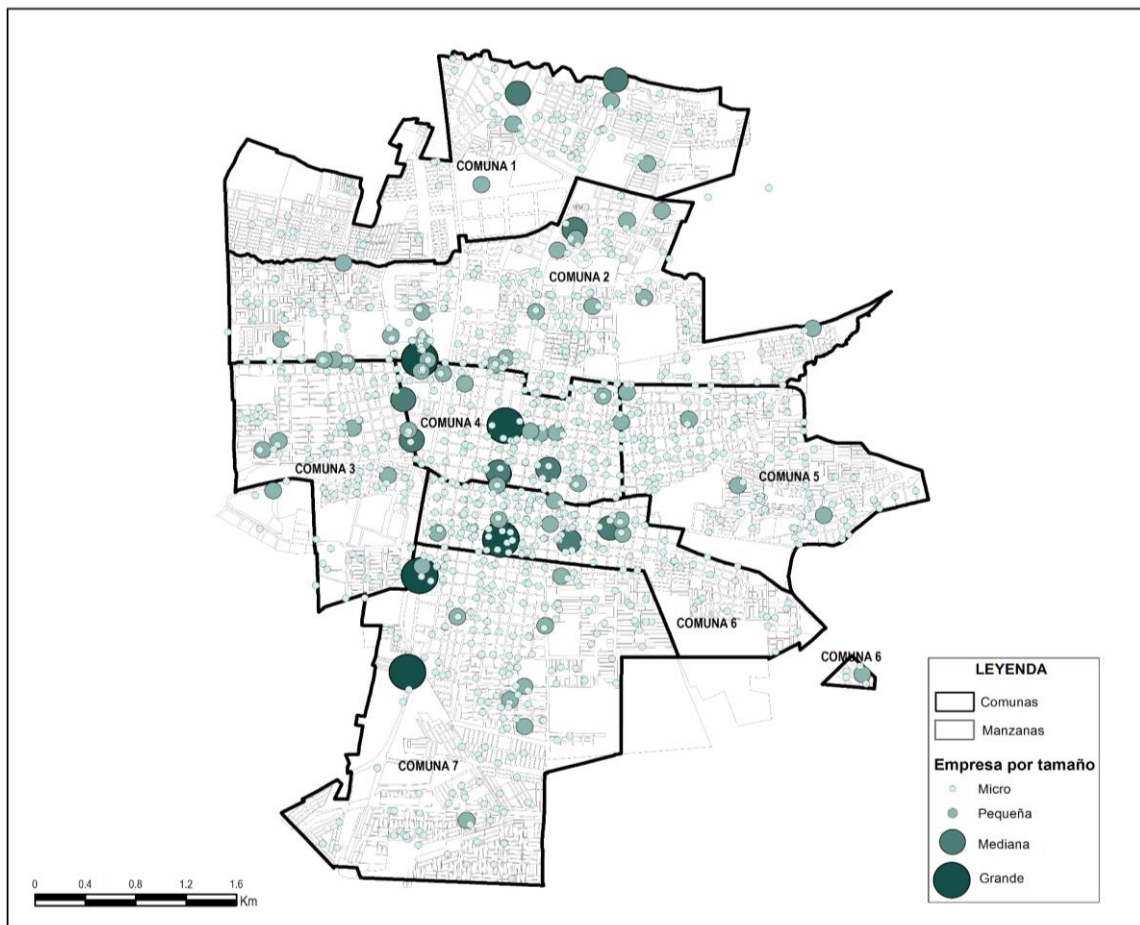 COMUNA 1
COMUNA 2
COMUNA 4
COMUNA 3
COMUNA 5
COMUNA 6
COMUNA 6
COMUNA 7
LEYENDA
Comunas
Manzanas
Empresa por tamaño
Micro
Pequeña
Mediana
Grande
0 0.4 0.8 1.2 1.6
Km